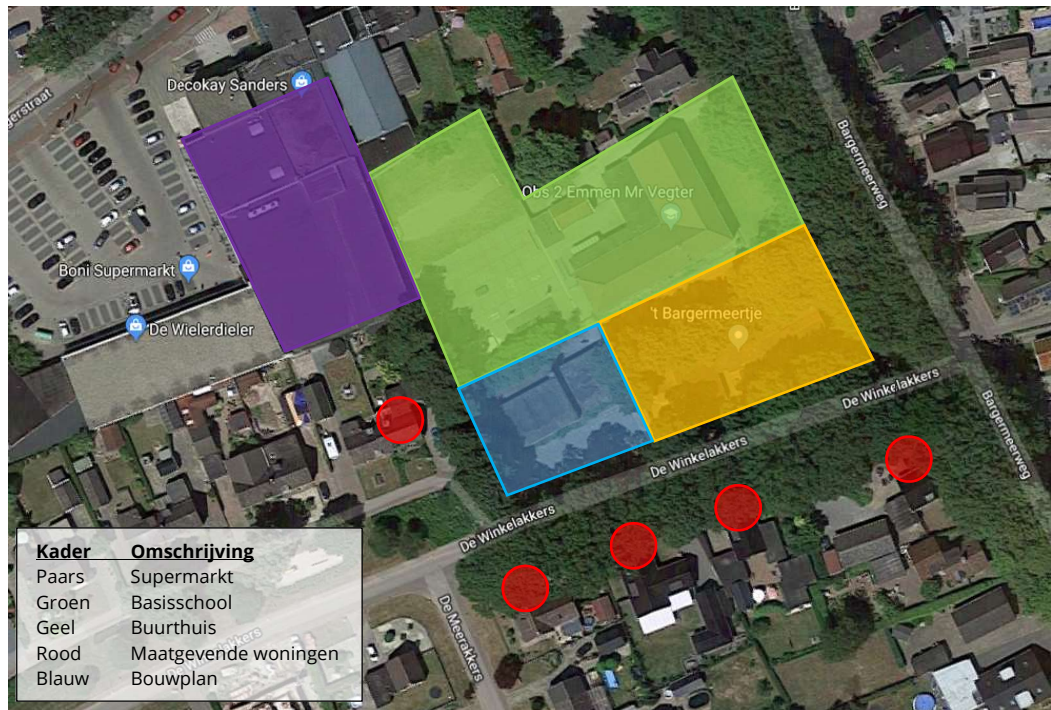 Decokay Sanders
gerstraat
B
Bargermeerweg
Obs 2 Emmen Mr Vegter
Boni Supermarkt
De Wielerdieler
't Bargermeertje
De Winkelakkers
Bargermeerweg
De Winkelakkers
De Winkelakkers
De Meerakkers
Kader Omschrijving
Paars Supermarkt
Groen Basisschool
Geel Buurthuis
Rood Maatgevende woningen
Blauw Bouwplan